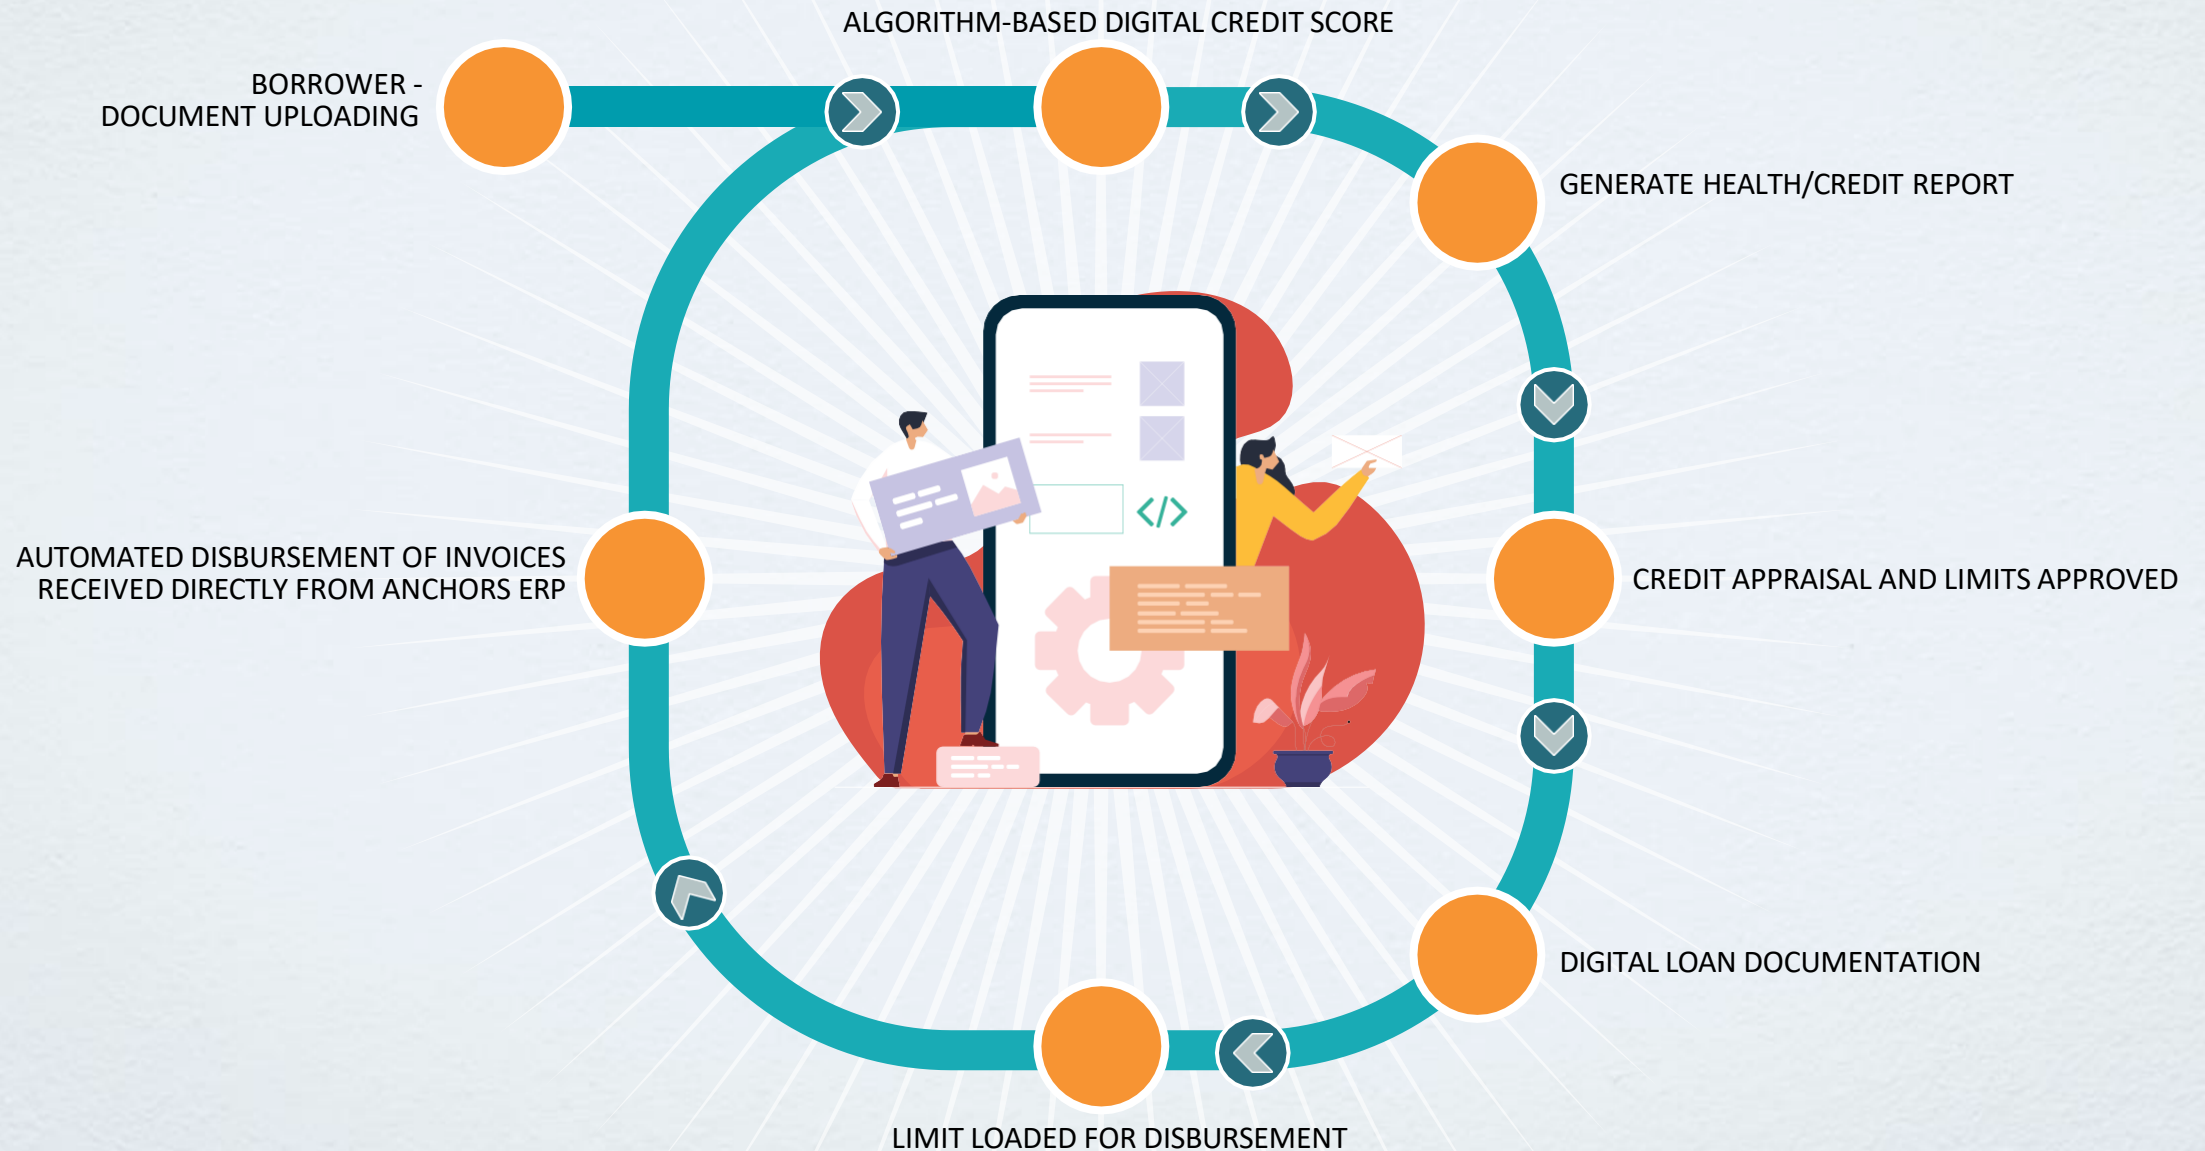 ALGORITHM-BASED DIGITAL CREDIT SCORE
BORROWER -
DOCUMENT UPLOADING
GENERATE HEALTH/CREDIT REPORT
AUTOMATED DISBURSEMENT OF INVOICES
RECEIVED DIRECTLY FROM ANCHORS ERP
CREDIT APPRAISAL AND LIMITS APPROVED
DIGITAL LOAN DOCUMENTATION
LIMIT LOADED FOR DISBURSEMENT